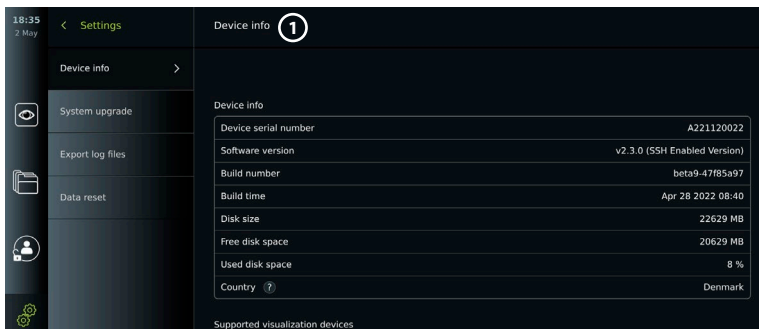 18:35
2 May
Settings
Device info
1
Device info
System upgrade
Export log files
Data reset
Device info
Device serial number A221120022
Software version v2.3.0 (SSH Enabled Version)
Build number beta9-47f85a97
Build time Apr 28 2022 08:40
Disk size 22629 MB
Free disk space 20629 MB
Used disk space 8 %
Country ? Denmark
Supported visualization devices